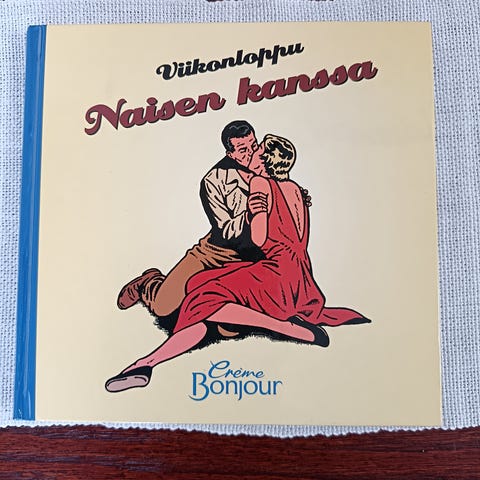 Viikonloppu
Naisen kanssa
Crème
Bonjour